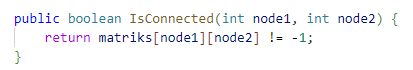 public boolean IsConnected(int node1, int node2) {
    return matriks[node1][node2] != -1;
}